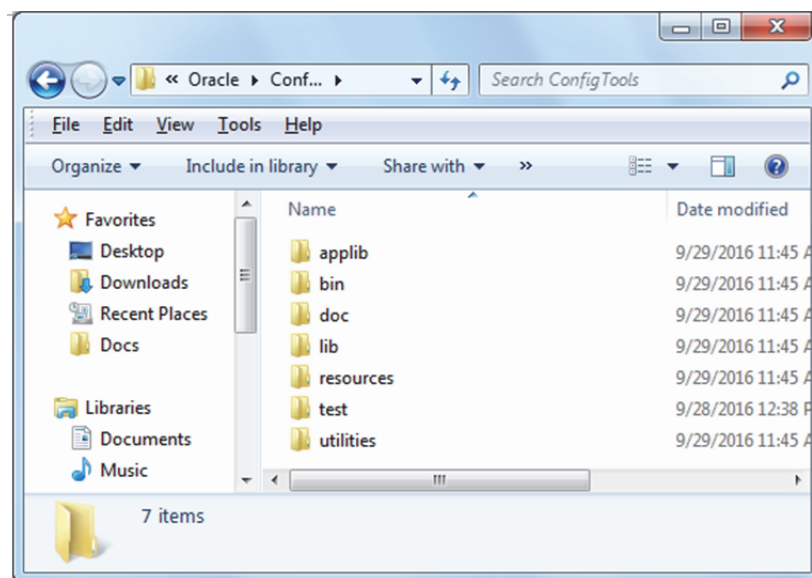 « Oracle Conf... Search ConfigTools
File Edit View Tools Help
Organize Include in library Share with »
Name Date modified
Favorites
Desktop
Downloads
Recent Places
Docs
Libraries
Documents
Music
applib 9/29/2016 11:45 A
bin 9/29/2016 11:45 A
doc 9/29/2016 11:45 A
lib 9/29/2016 11:45 A
resources 9/29/2016 11:45 A
test 9/28/2016 12:38 P
utilities 9/29/2016 11:45 A
7 items